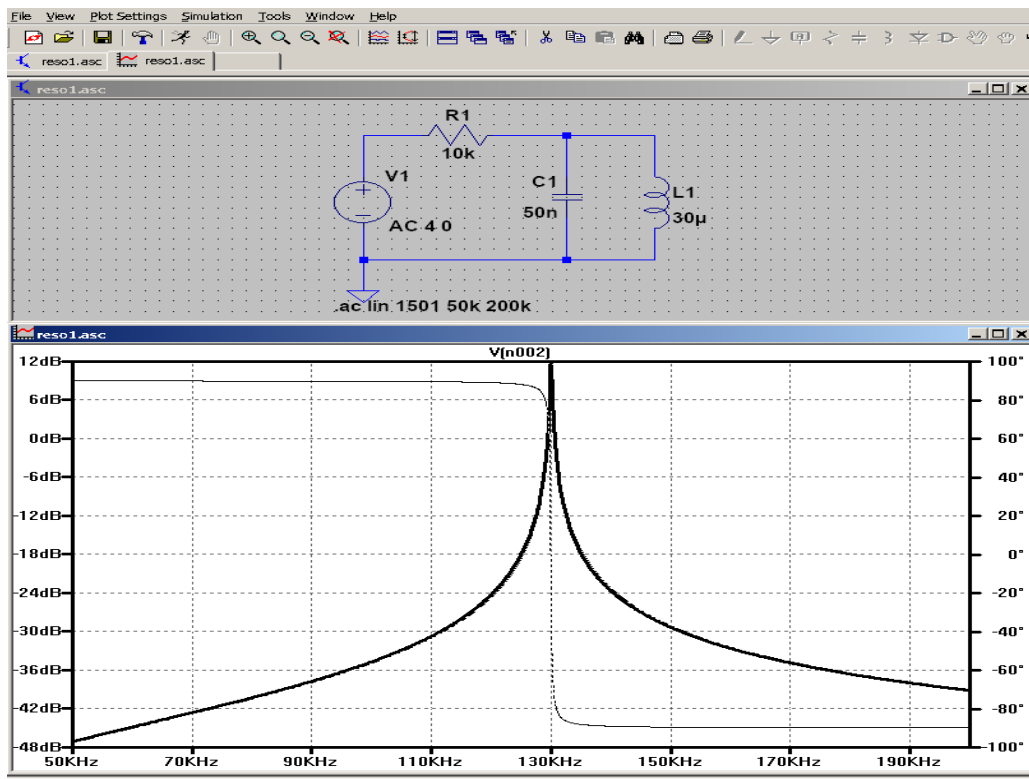 File View Plot Settings Simulation Tools Window Help
reso1.asc reso1.asc
reso1.asc
R1
10k
V1
C1
L1
50n
30µ
AC 4 0
.ac lin 1501 50k 200k
reso1.asc
V(n002)
12dB 100°
6dB 80°
0dB 60°
-6dB 40°
-12dB 20°
-18dB 0°
-24dB -20°
-30dB -40°
-36dB -60°
-42dB -80°
-48dB -100°
50KHz 70KHz 90KHz 110KHz 130KHz 150KHz 170KHz 190KHz